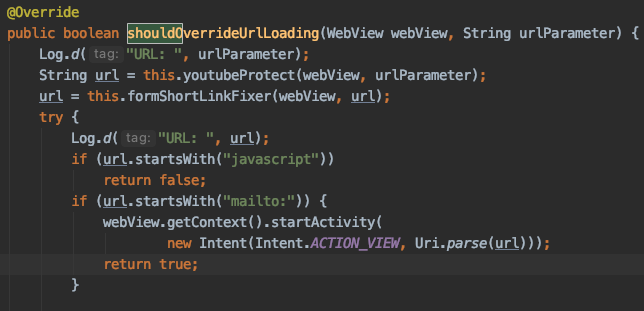 @Override
public boolean shouldOverrideUrlLoading(WebView webView, String urlParameter) {
Log.d( tag: "URL: ", urlParameter);
String url = this.youtubeProtect(webView, urlParameter);
url = this.formShortLinkFixer(webView, url);
try {
Log.d( tag: "URL: ", url);
if (url.startsWith("javascript"))
return false;
if (url.startsWith("mailto:")) {
webView.getContext().startActivity(
new Intent(Intent.ACTION_VIEW, Uri.parse(url)));
return true;
}